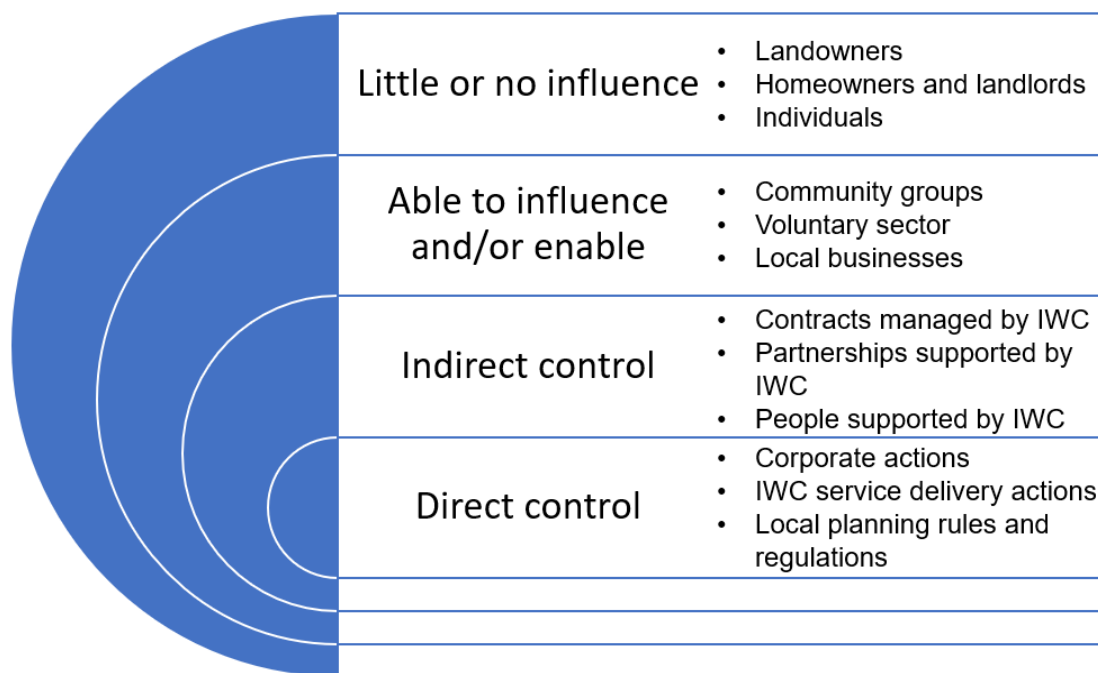 Little or no influence
• Landowners
• Homeowners and landlords
• Individuals
Able to influence
and/or enable
• Community groups
• Voluntary sector
• Local businesses
Indirect control
• Contracts managed by IWC
• Partnerships supported by
IWC
• People supported by IWC
Direct control
• Corporate actions
• IWC service delivery actions
• Local planning rules and
regulations